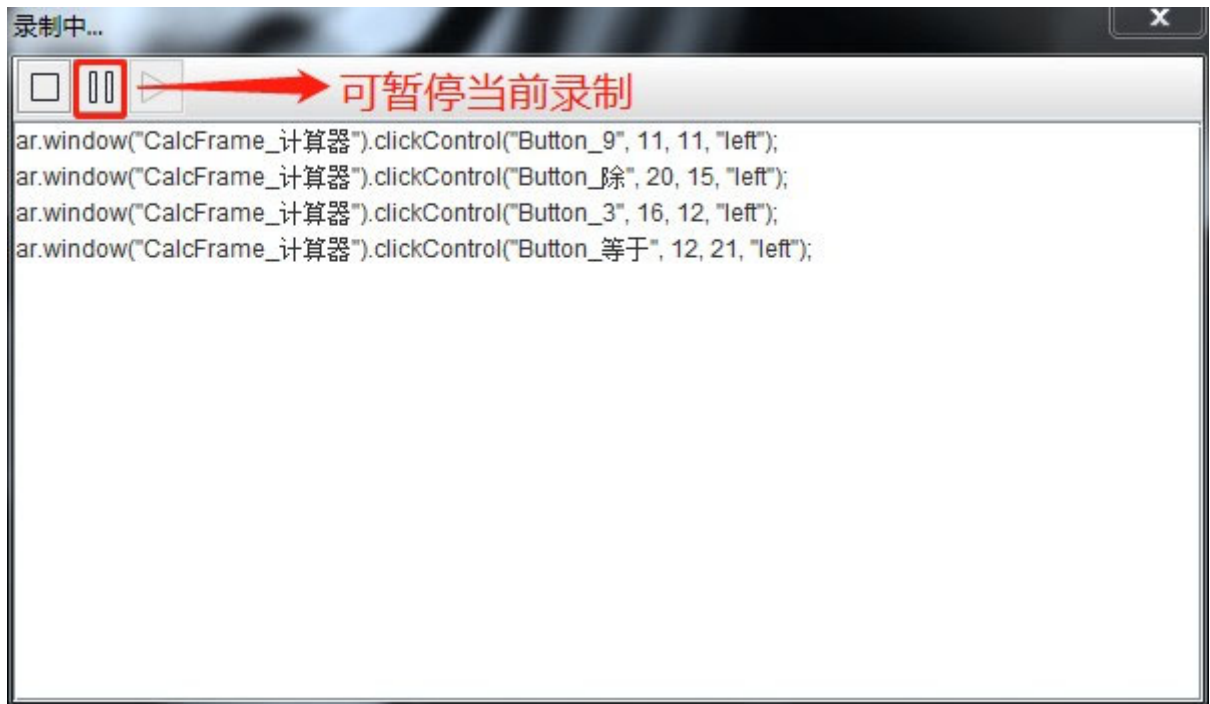 录制中...
可暂停当前录制
ar.window("CalcFrame_计算器").clickControl("Button_9", 11, 11, "left");
ar.window("CalcFrame_计算器").clickControl("Button_除", 20, 15, "left");
ar.window("CalcFrame_计算器").clickControl("Button_3", 16, 12, "left");
ar.window("CalcFrame_计算器").clickControl("Button_等于", 12, 21, "left");